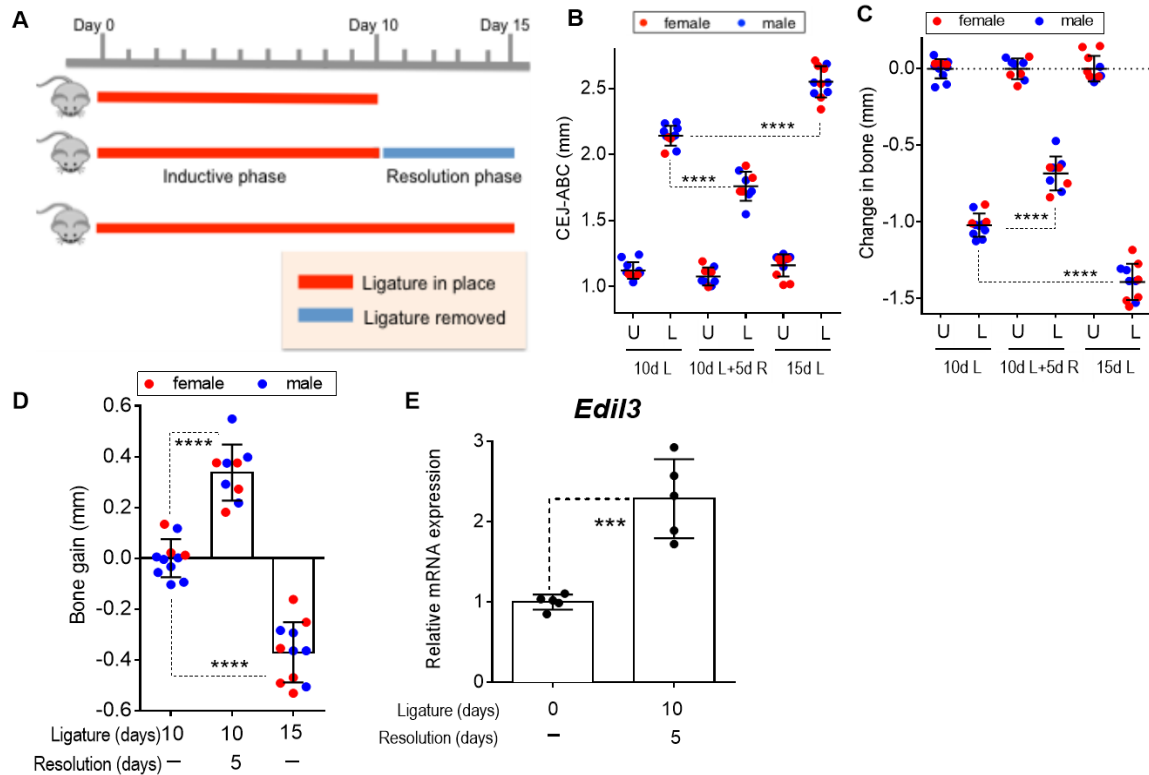 A
Day 0
Day 10
Day 15
Inductive phase
Resolution phase
Ligature in place
Ligature removed
B
female
male
CEJ-ABC (mm)
2.5
2.0
1.5
1.0
****
****
U
L
U
L
U
L
10d L
10d L+5d R
15d L
C
female
male
Change in bone (mm)
0.0
-0.5
-1.0
-1.5
****
****
U
L
U
L
U
L
10d L
10d L+5d R
15d L
D
female
male
Bone gain (mm)
0.6
0.4
0.2
0.0
-0.2
-0.4
-0.6
****
****
Ligature (days) 10 10 15
Resolution (days) – 5 –
E
Edil3
Relative mRNA expression
3
2
1
0
***
Ligature (days) 0 10
Resolution (days) – 5